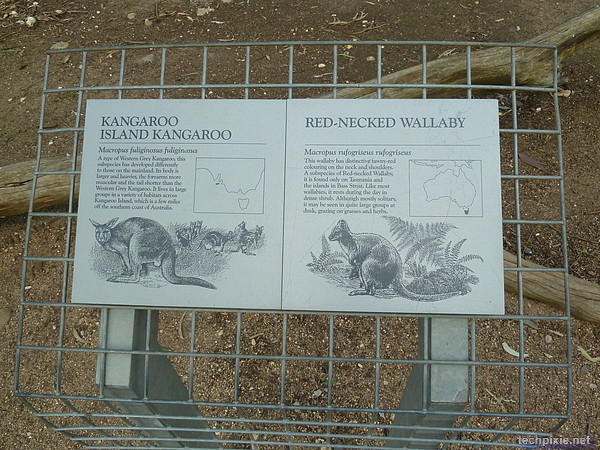 KANGAROO
ISLAND KANGAROO
Macropus fuliginosus fuliginosus
A type of Western Grey Kangaroo, this
subspecies has developed differently
to those on the mainland. Its body is
larger and heavier, the forearms more
muscular and the tail shorter than the
Western Grey Kangaroo. It lives in large
groups in a variety of habitats across
Kangaroo Island, which is a few miles
off the southern coast of Australia.
RED-NECKED WALLABY
Macropus rufogriseus rufogriseus
This wallaby has distinctive tawny-red
colouring on the neck and shoulders.
A subspecies of Red-necked Wallaby,
it is found only on Tasmania and
the islands in Bass Strait. Like most
wallabies, it rests during the day in
dense shrub. Although mostly solitary,
it may be seen in quite large groups at
dusk, grazing on grasses and herbs.
techpixie.net